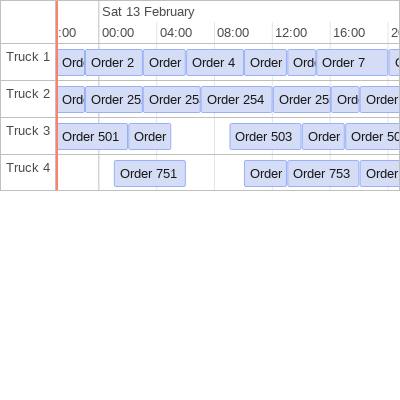 Sat 13 February
:00 00:00 04:00 08:00 12:00 16:00 20
Truck 1 Ord Order 2 Order Order 4 Order Ord Order 7
Truck 2 Ord Order 25 Order 25 Order 254 Order 25 Ord Order
Truck 3 Order 501 Order Order 503 Order Order 50
Truck 4 Order 751 Order Order 753 Order